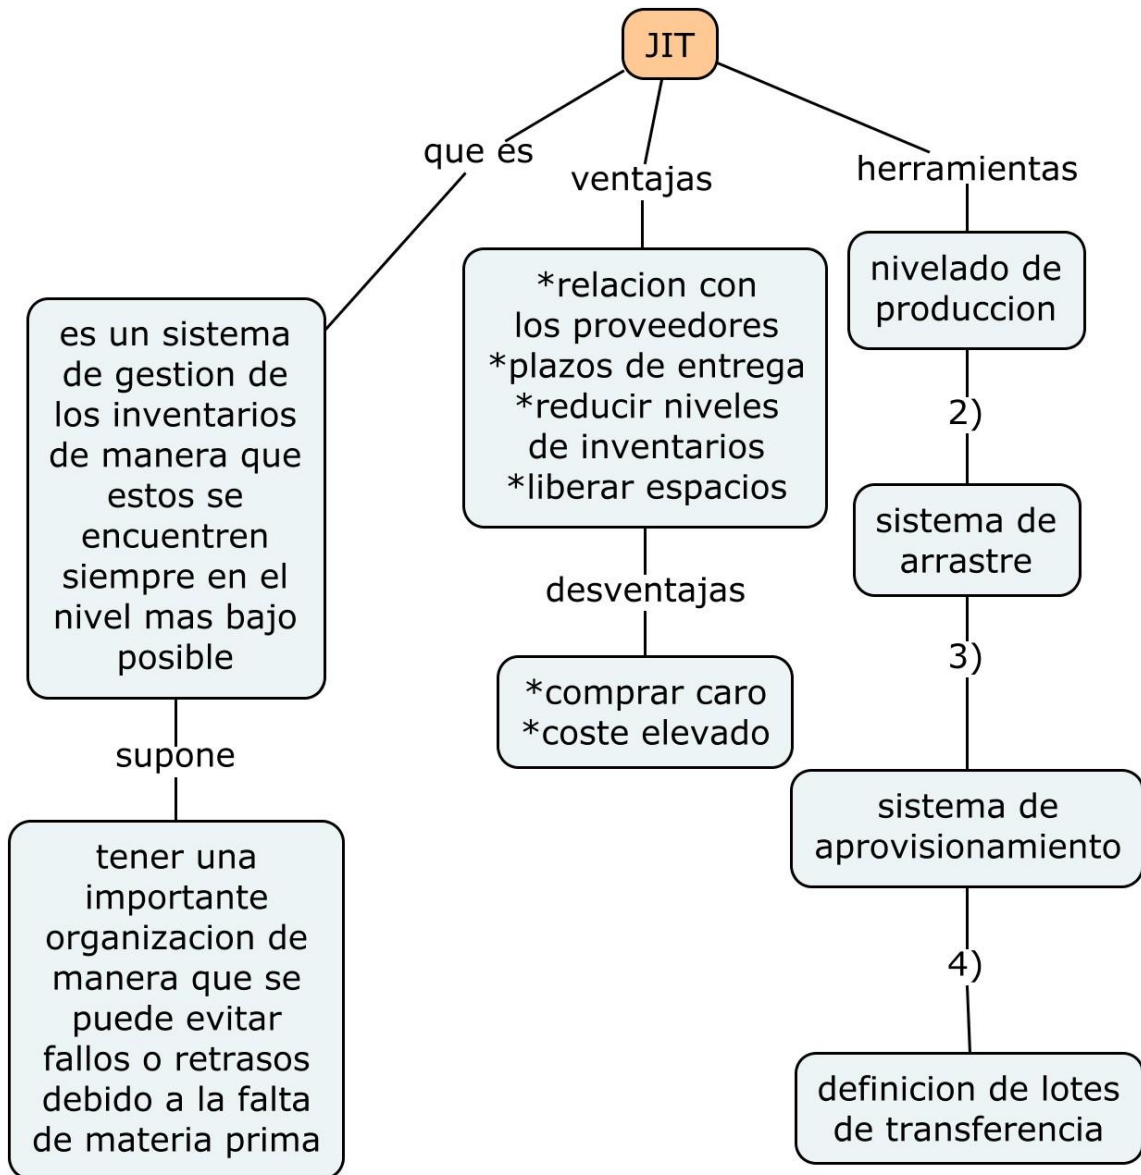 JIT
que es
es un sistema
de gestion de
los inventarios
de manera que
estos se
encuentren
siempre en el
nivel mas bajo
posible
supone
tener una
importante
organizacion de
manera que se
puede evitar
fallos o retrasos
debido a la falta
de materia prima
ventajas
*relacion con
los proveedores
*plazos de entrega
*reducir niveles
de inventarios
*liberar espacios
desventajas
*comprar caro
*coste elevado
herramientas
nivelado de
produccion
2)
sistema de
arrastre
3)
sistema de
aprovisionamiento
4)
definicion de lotes
de transferencia